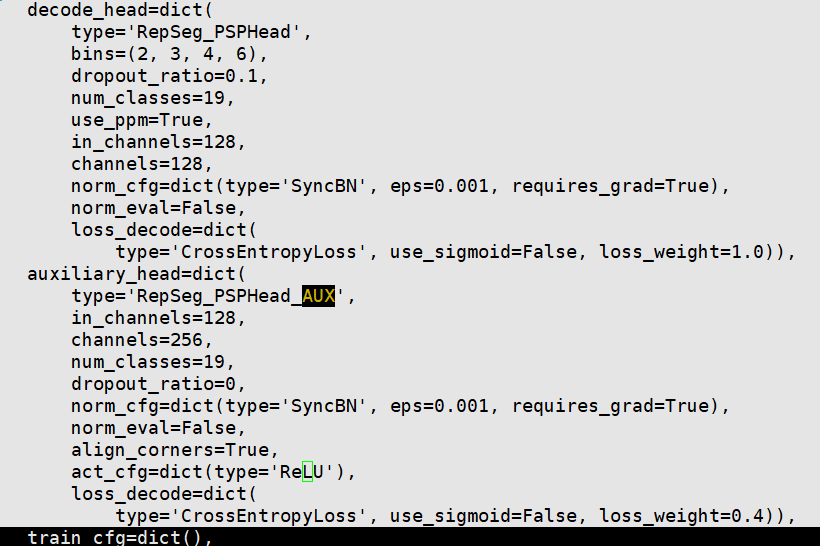 decode_head=dict(
    type='RepSeg_PSPHead',
    bins=(2, 3, 4, 6),
    dropout_ratio=0.1,
    num_classes=19,
    use_ppm=True,
    in_channels=128,
    channels=128,
    norm_cfg=dict(type='SyncBN', eps=0.001, requires_grad=True),
    norm_eval=False,
    loss_decode=dict(
        type='CrossEntropyLoss', use_sigmoid=False, loss_weight=1.0)),
auxiliary_head=dict(
    type='RepSeg_PSPHead_AUX',
    in_channels=128,
    channels=256,
    num_classes=19,
    dropout_ratio=0,
    norm_cfg=dict(type='SyncBN', eps=0.001, requires_grad=True),
    norm_eval=False,
    align_corners=True,
    act_cfg=dict(type='ReLU'),
    loss_decode=dict(
        type='CrossEntropyLoss', use_sigmoid=False, loss_weight=0.4)),
train_cfg=dict(),